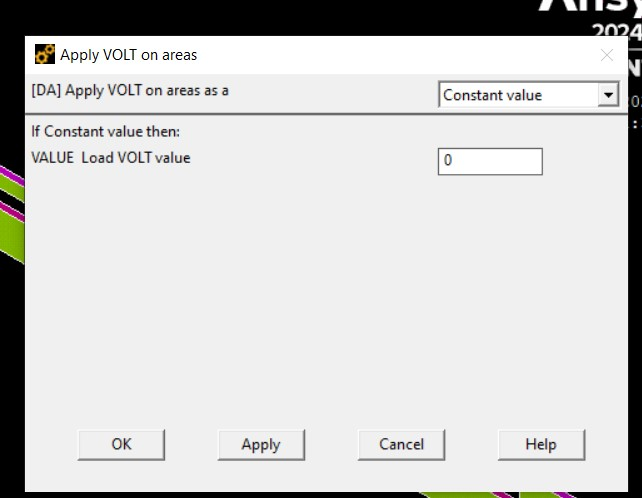 2024
Apply VOLT on areas
[DA] Apply VOLT on areas as a
Constant value
If Constant value then:
VALUE Load VOLT value
0
OK
Apply
Cancel
Help